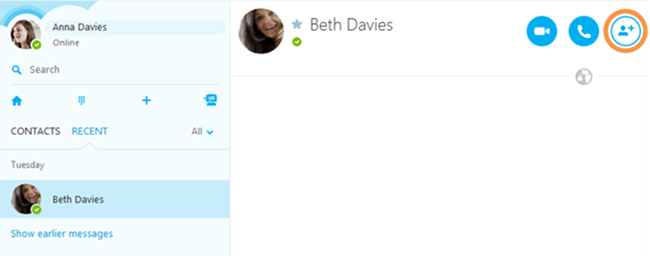 Anna Davies
Online
Search
CONTACTS RECENT All
Tuesday
Beth Davies
Show earlier messages
Beth Davies